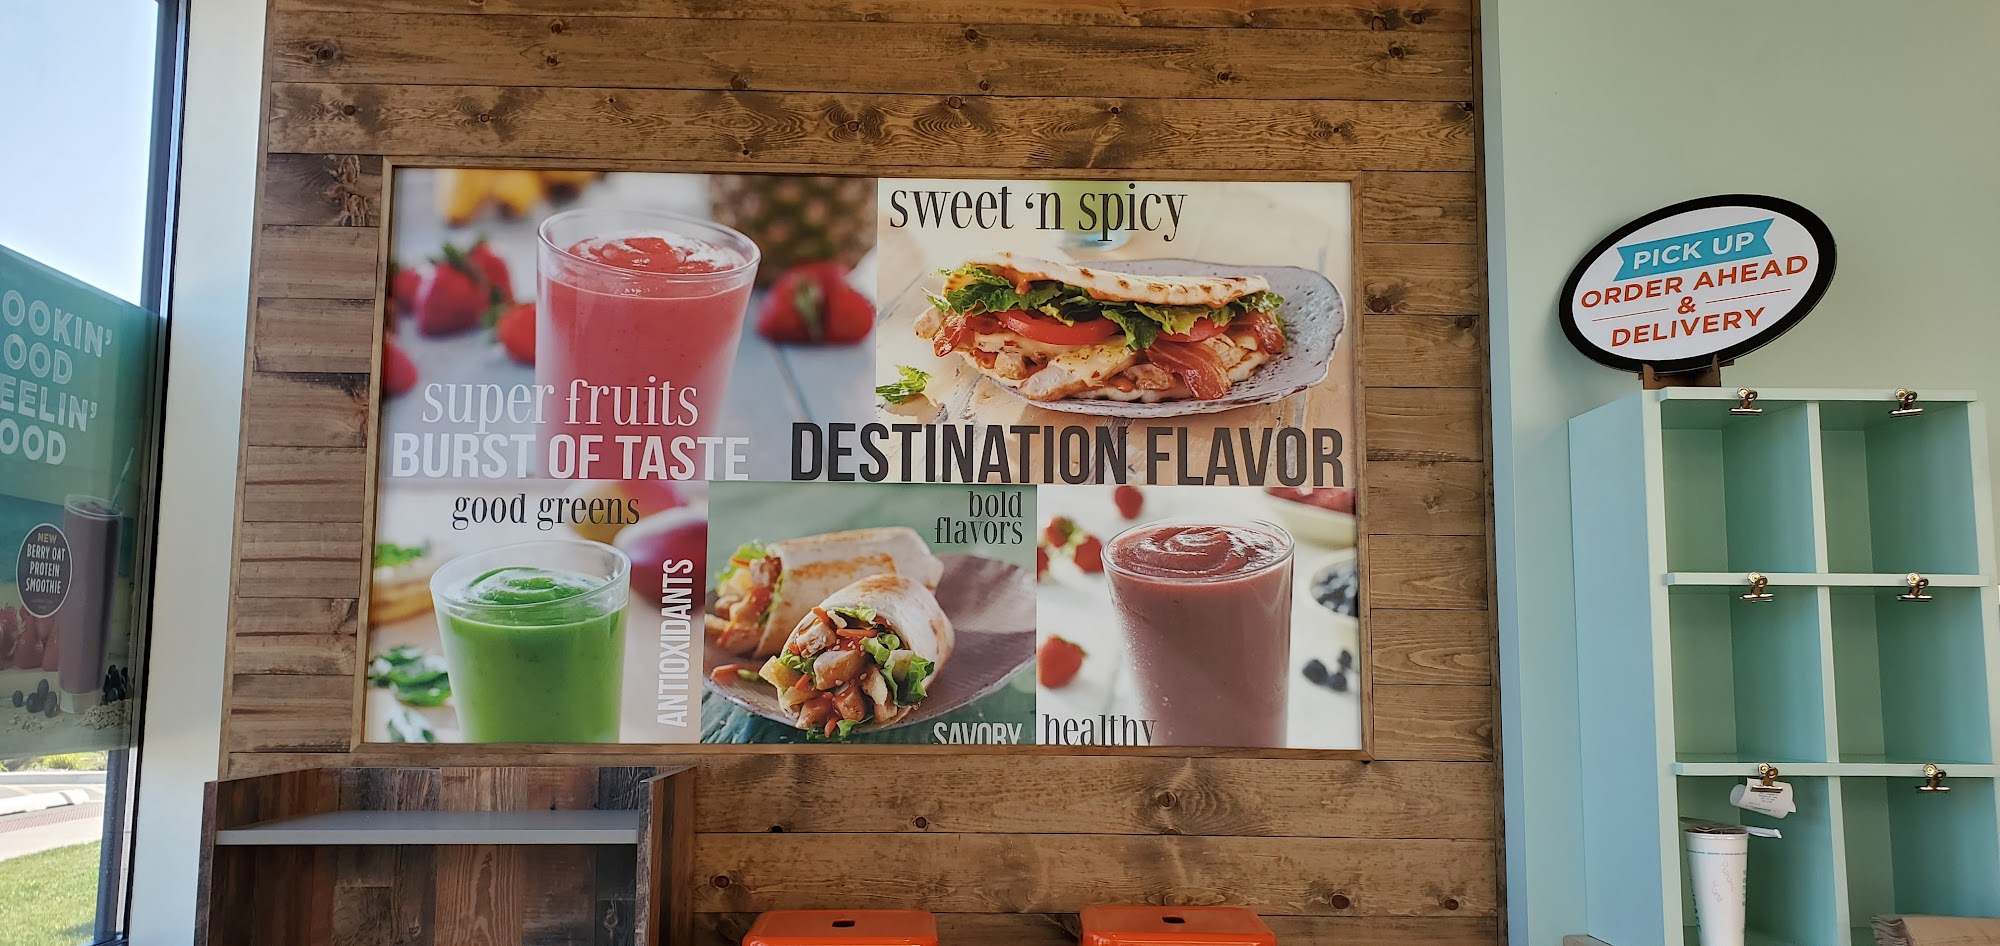 OOKIN'
OOD
EELIN'
OOD
NEW
BERRY OAT
PROTEIN
SMOOTHIE
super fruits
BURST OF TASTE
sweet 'n spicy
DESTINATION FLAVOR
good greens
ANTIOXIDANTS
bold
flavors
SAVORY
healthy
PICK UP
ORDER AHEAD
&
DELIVERY